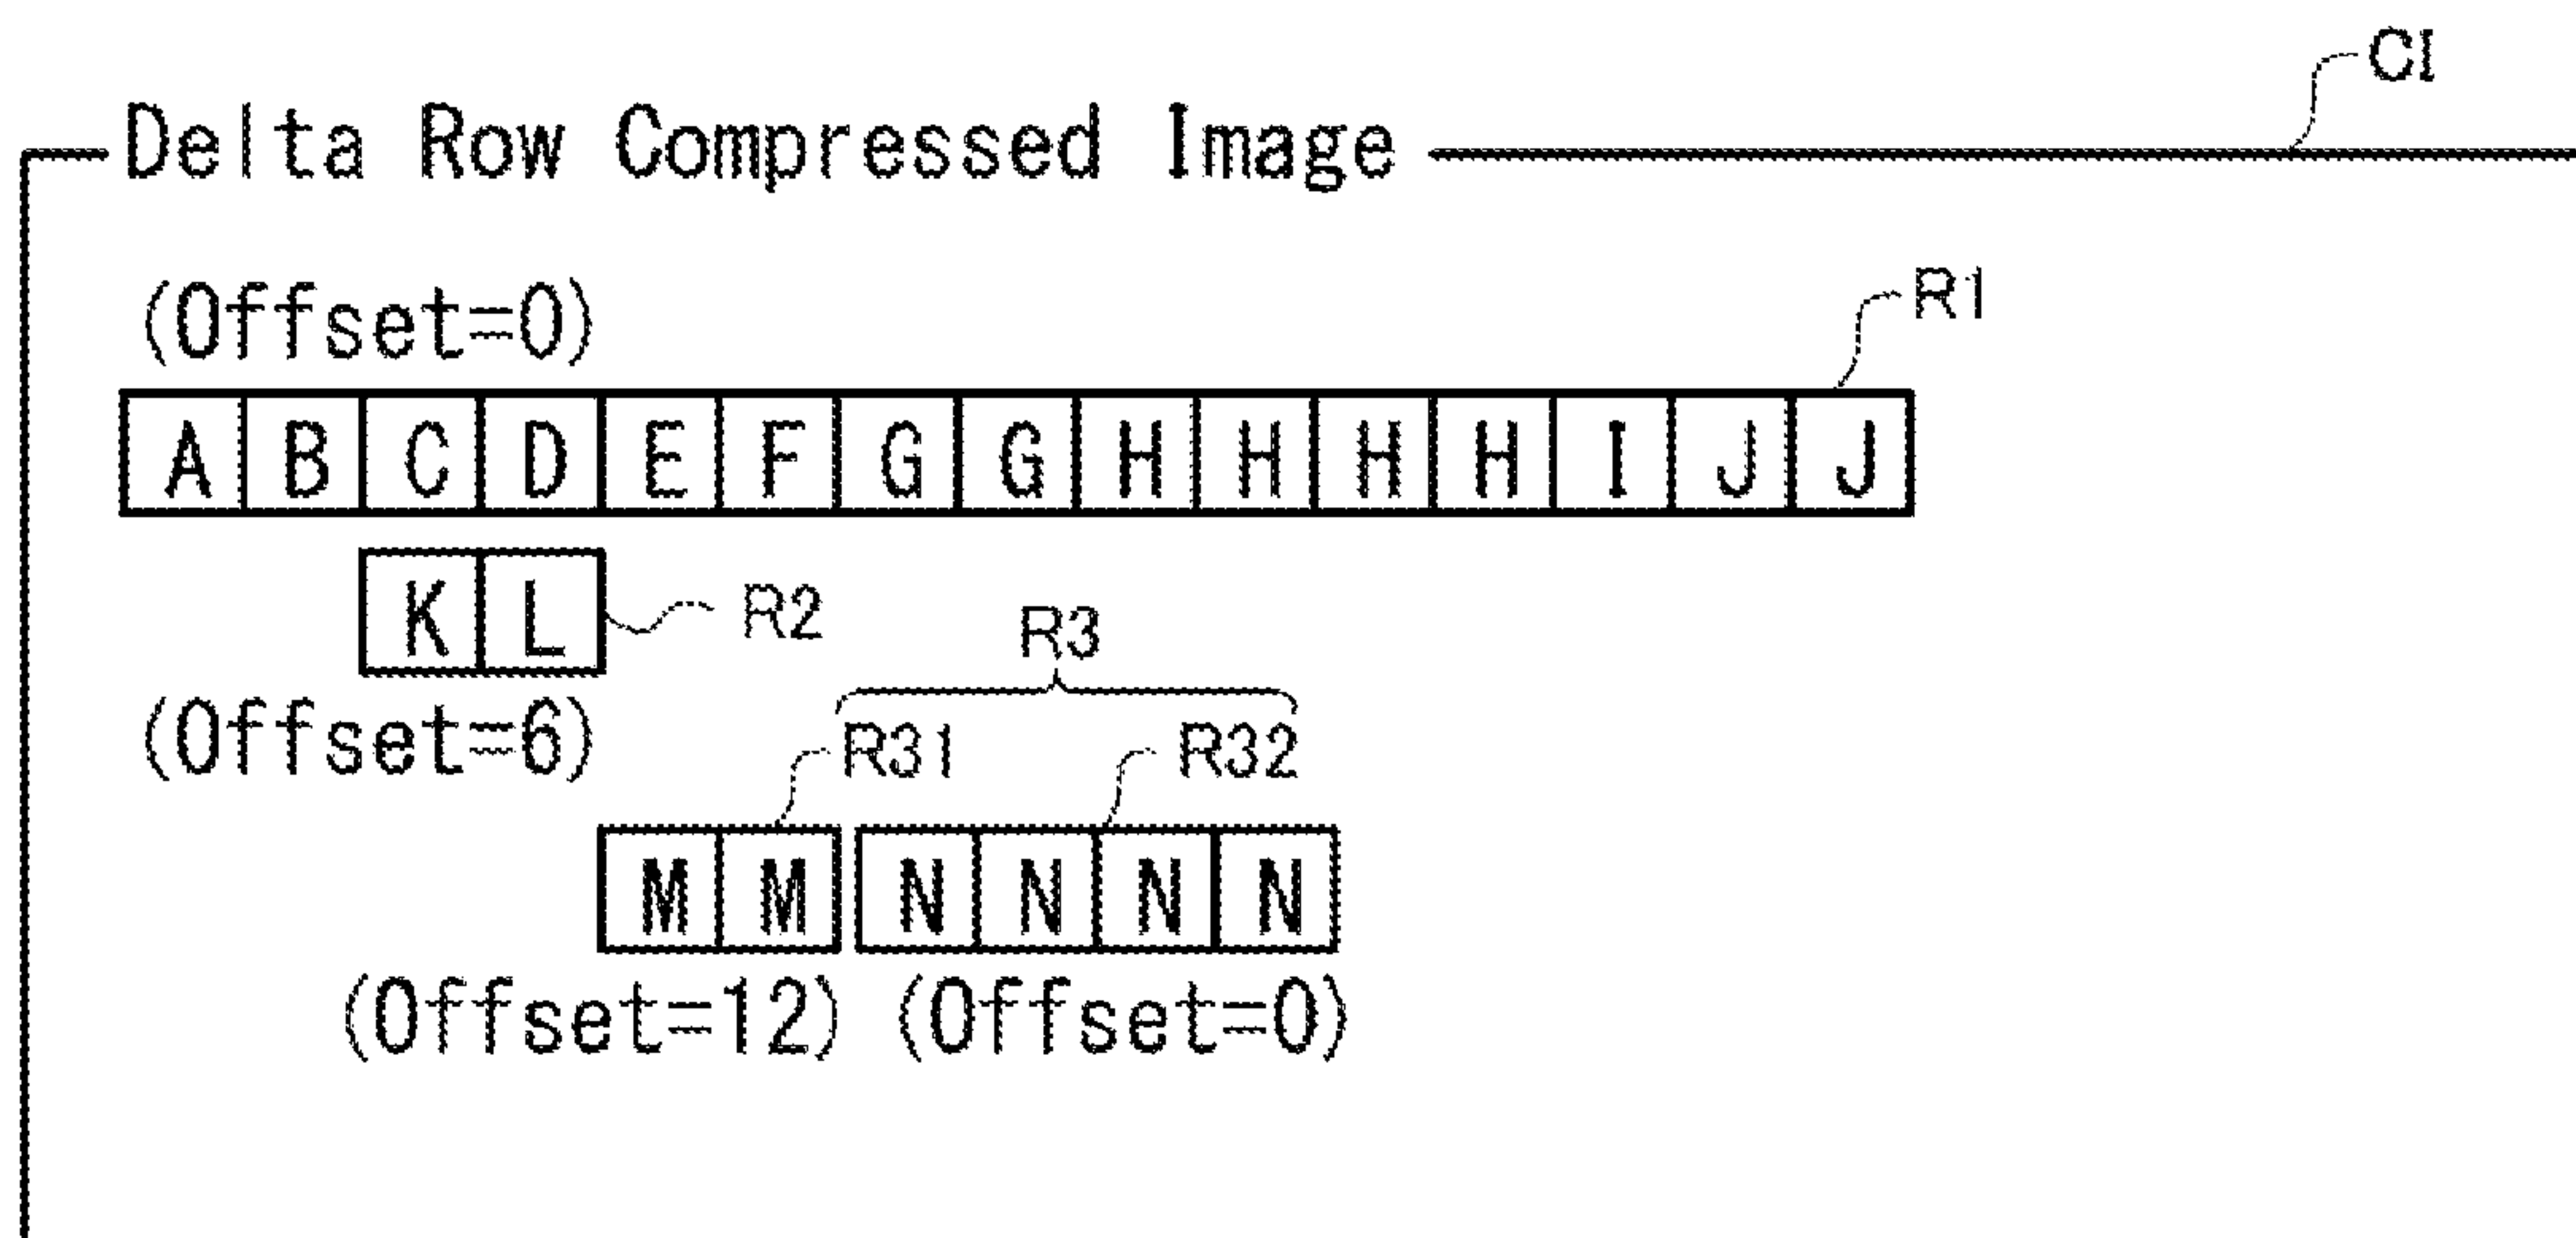 CI
Delta Row Compressed Image
(Offset=0)
R1
A B C D E F G G H H H H I J J
K L
R2
R3
(Offset=6)
R31 R32
M M N N N N
(Offset=12) (Offset=0)